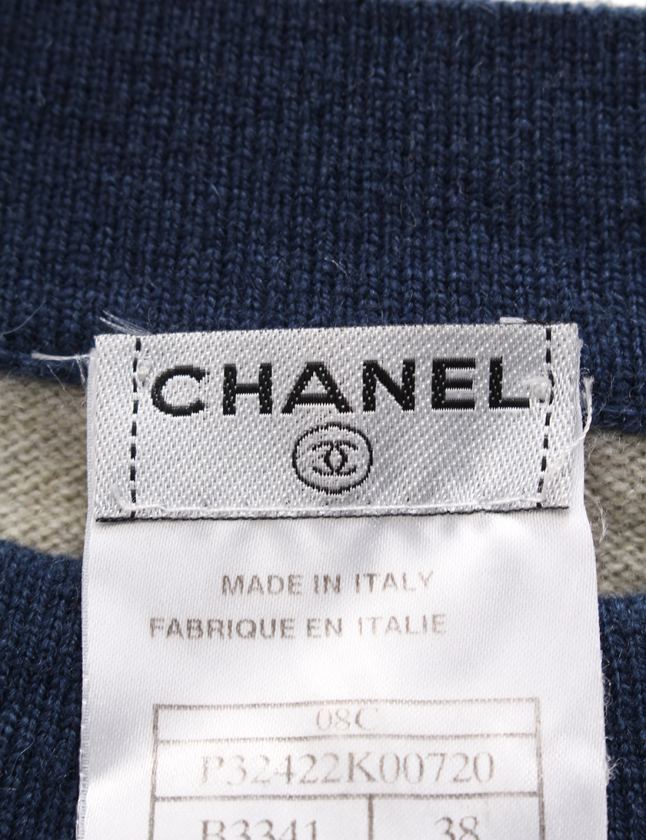 CHANEL
MADE IN ITALY
FABRIQUE EN ITALIE
08C
P32422K00720
B3341 38